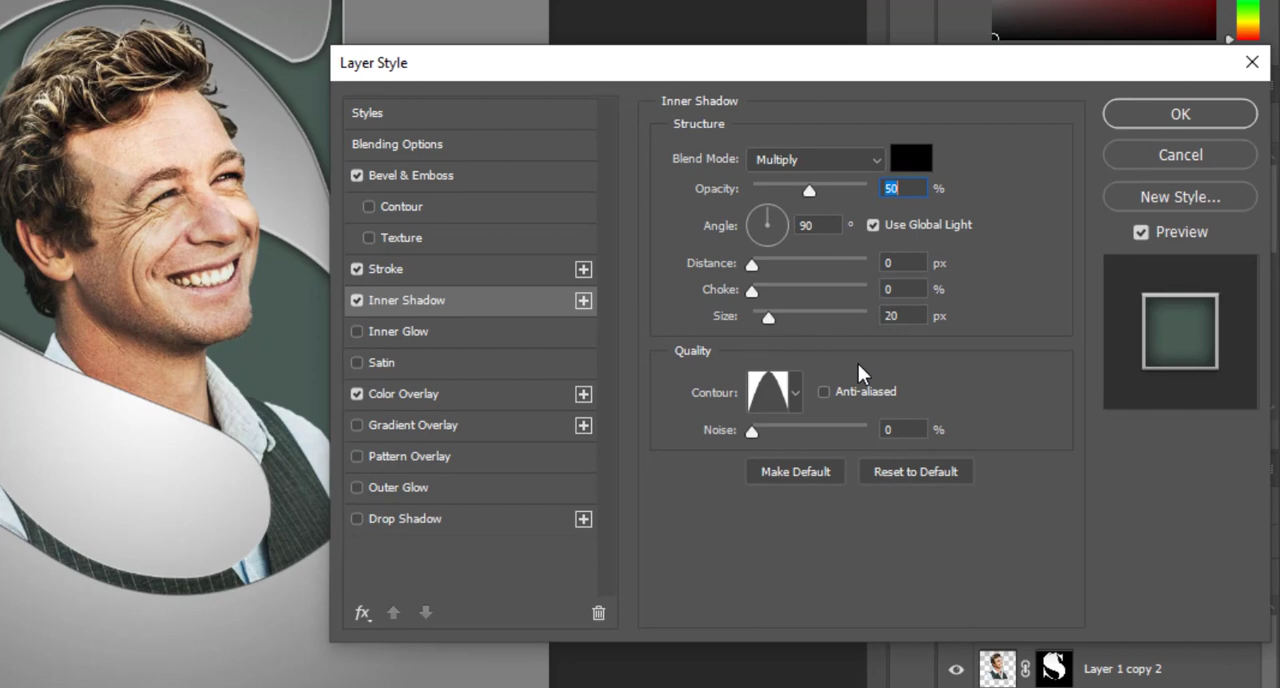 Layer Style
Styles
Blending Options
Bevel & Emboss
Contour
Texture
Stroke
Inner Shadow
Inner Glow
Satin
Color Overlay
Gradient Overlay
Pattern Overlay
Outer Glow
Drop Shadow
fx
Inner Shadow
Structure
Blend Mode: Multiply
Opacity: 50 %
Angle: 90 ° Use Global Light
Distance: 0 px
Choke: 0 %
Size: 20 px
Quality
Contour: Anti-aliased
Noise: 0 %
Make Default Reset to Default
OK
Cancel
New Style...
Preview
Layer 1 copy 2